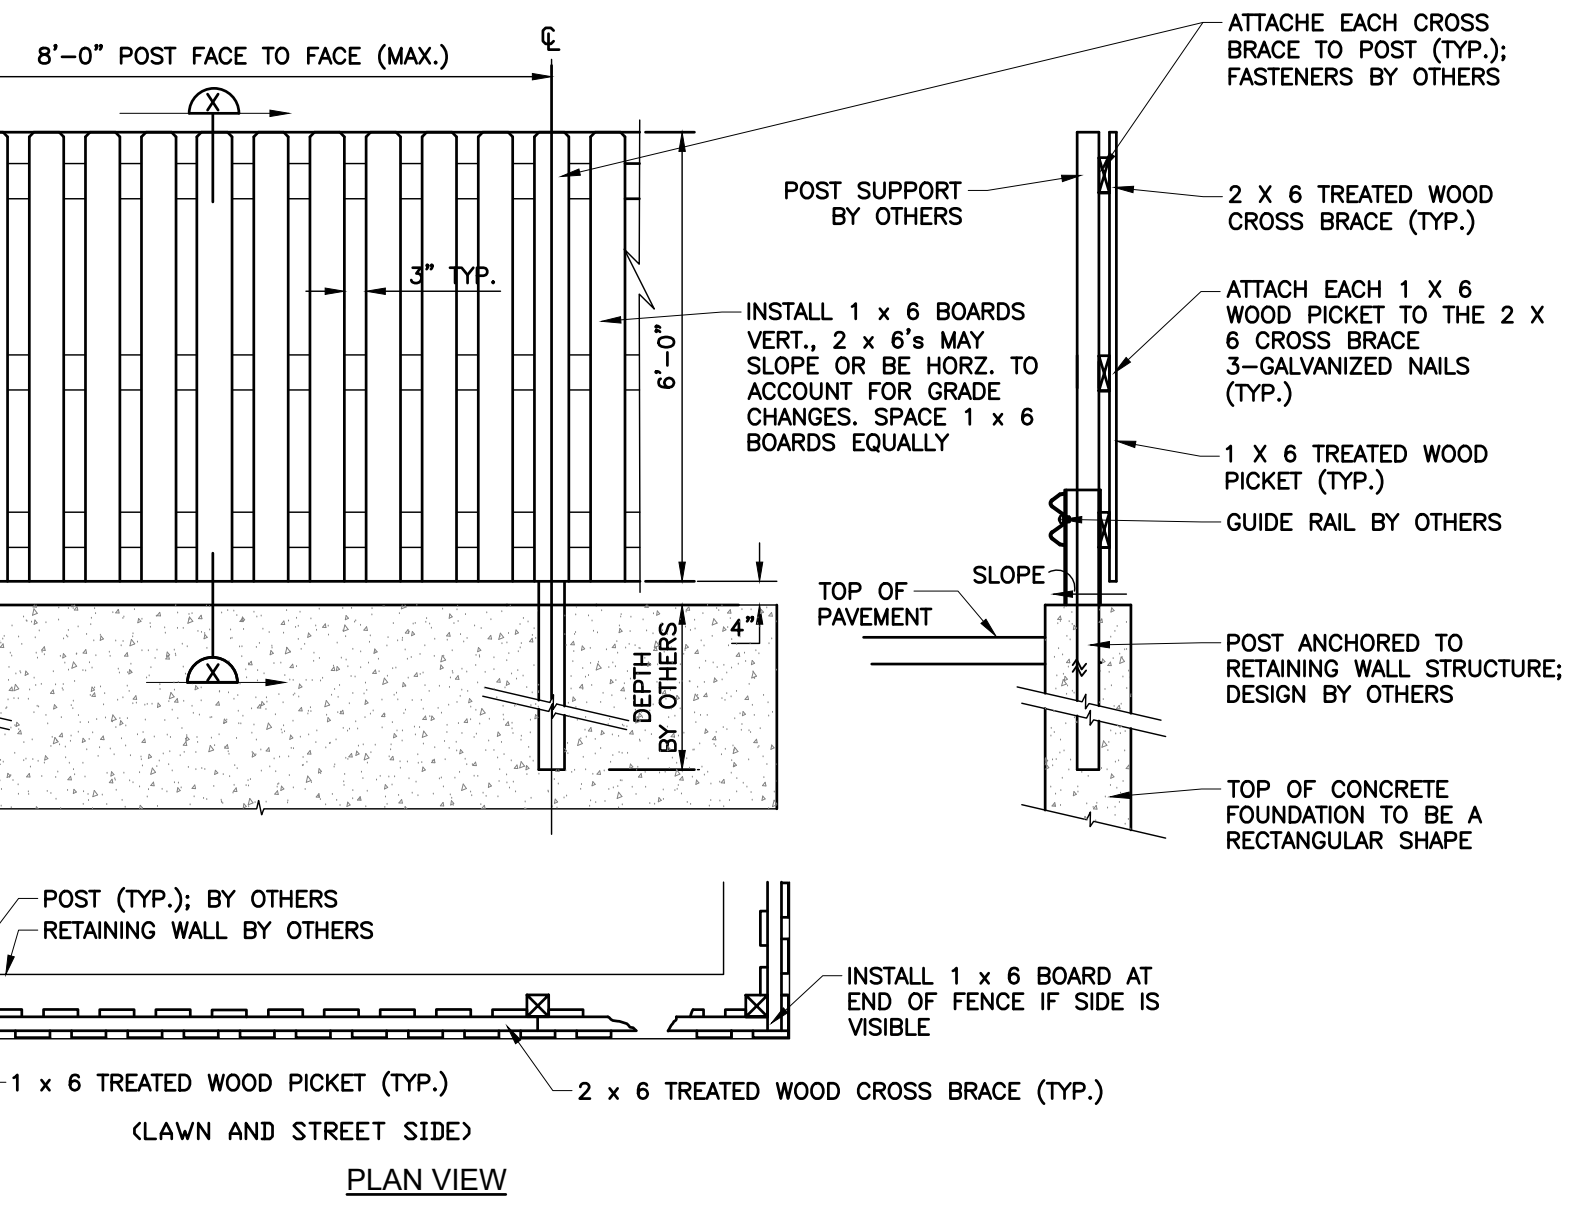 8'-0" POST FACE TO FACE (MAX.)
℄
X
ATTACHE EACH CROSS
BRACE TO POST (TYP.);
FASTENERS BY OTHERS
POST SUPPORT
BY OTHERS
2 X 6 TREATED WOOD
CROSS BRACE (TYP.)
3" TYP.
6'-0"
INSTALL 1 x 6 BOARDS
VERT., 2 x 6's MAY
SLOPE OR BE HORZ. TO
ACCOUNT FOR GRADE
CHANGES. SPACE 1 x 6
BOARDS EQUALLY
ATTACH EACH 1 X 6
WOOD PICKET TO THE 2 X
6 CROSS BRACE
3-GALVANIZED NAILS
(TYP.)
1 X 6 TREATED WOOD
PICKET (TYP.)
GUIDE RAIL BY OTHERS
SLOPE
TOP OF
PAVEMENT
4"
DEPTH
BY OTHERS
X
POST ANCHORED TO
RETAINING WALL STRUCTURE;
DESIGN BY OTHERS
TOP OF CONCRETE
FOUNDATION TO BE A
RECTANGULAR SHAPE
POST (TYP.); BY OTHERS
RETAINING WALL BY OTHERS
INSTALL 1 x 6 BOARD AT
END OF FENCE IF SIDE IS
VISIBLE
1 x 6 TREATED WOOD PICKET (TYP.)
2 x 6 TREATED WOOD CROSS BRACE (TYP.)
(LAWN AND STREET SIDE)
PLAN VIEW